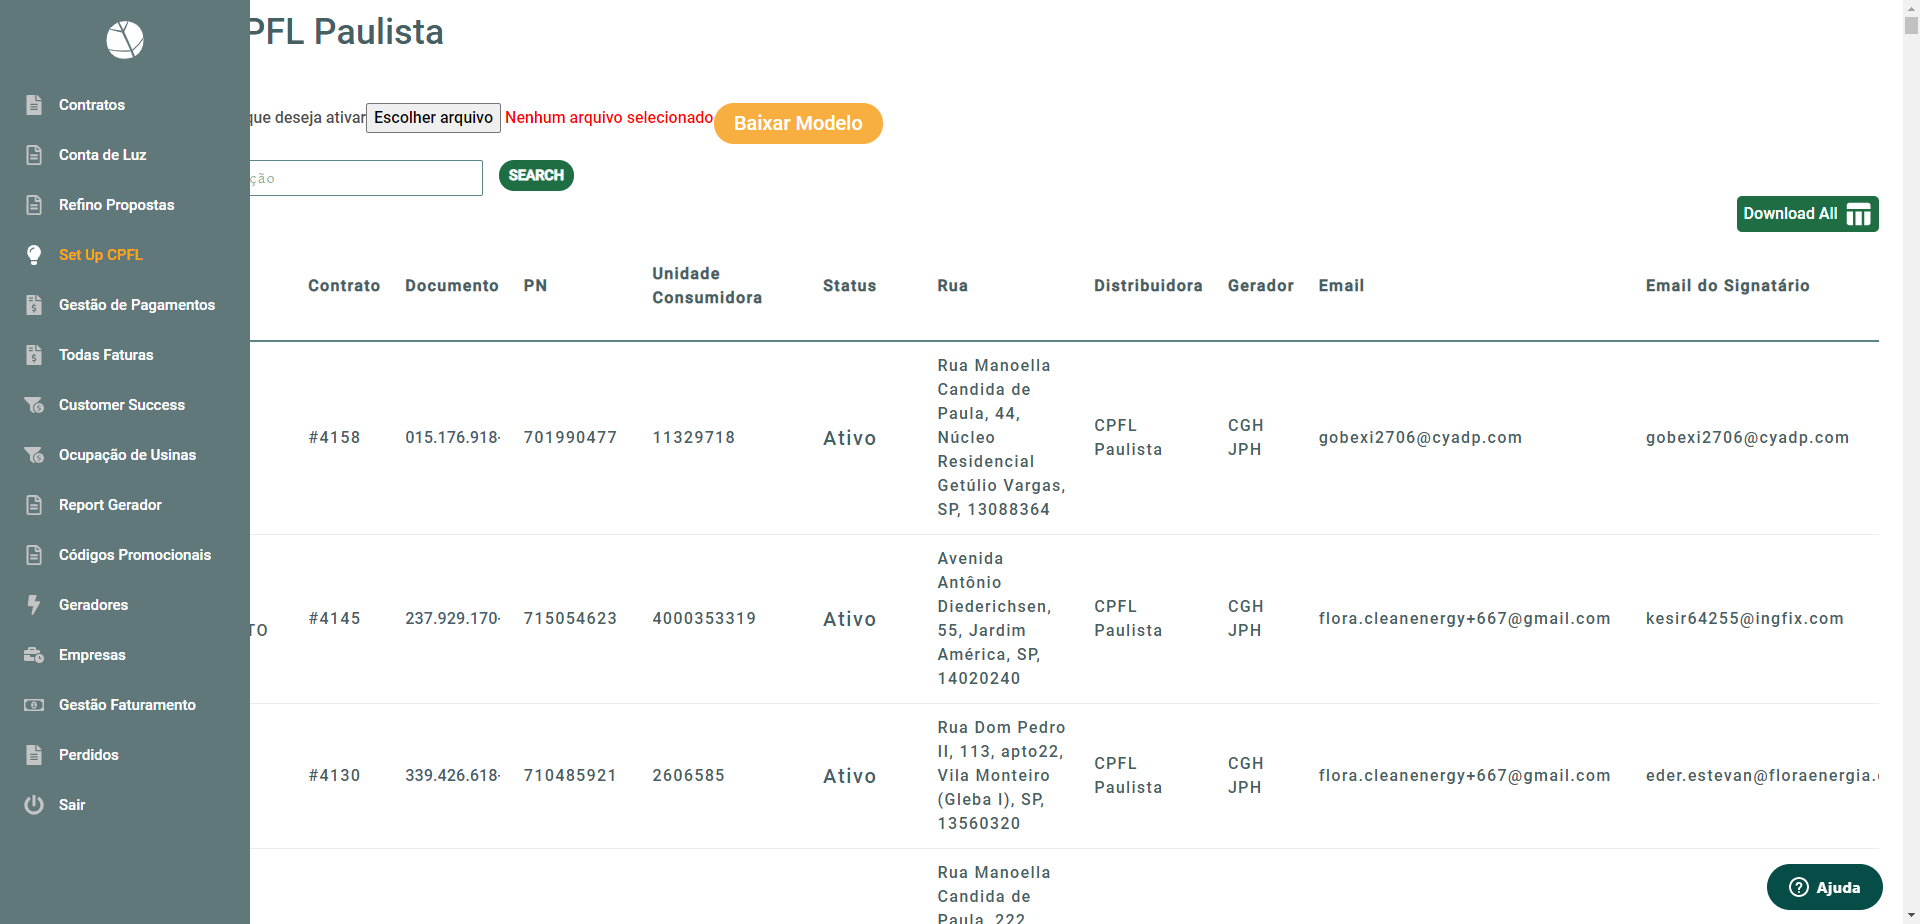 Contratos
Conta de Luz
Refino Propostas
Set Up CPFL
Gestão de Pagamentos
Todas Faturas
Customer Success
Ocupação de Usinas
Report Gerador
Códigos Promocionais
Geradores
Empresas
Gestão Faturamento
Perdidos
Sair
PFL Paulista
que deseja ativar Escolher arquivo Nenhum arquivo selecionado Baixar Modelo
ção SEARCH
Download All
Contrato Documento PN Unidade Consumidora Status Rua Distribuidora Gerador Email Email do Signatário
#4158 015.176.918- 701990477 11329718 Ativo
Rua Manoella
Candida de
Paula, 44,
Núcleo
Residencial
Getúlio Vargas,
SP, 13088364
CPFL
Paulista
CGH
JPH
gobexi2706@cyadp.com gobexi2706@cyadp.com
TO
#4145 237.929.170- 715054623 4000353319 Ativo
Avenida
Antônio
Diederichsen,
55, Jardim
América, SP,
14020240
CPFL
Paulista
CGH
JPH
flora.cleanenergy+667@gmail.com kesir64255@ingfix.com
#4130 339.426.618- 710485921 2606585 Ativo
Rua Dom Pedro
II, 113, apto22,
Vila Monteiro
(Gleba I), SP,
13560320
CPFL
Paulista
CGH
JPH
flora.cleanenergy+667@gmail.com eder.estevan@floraenergia.
Rua Manoella
Candida de
Paula, 222
Ajuda